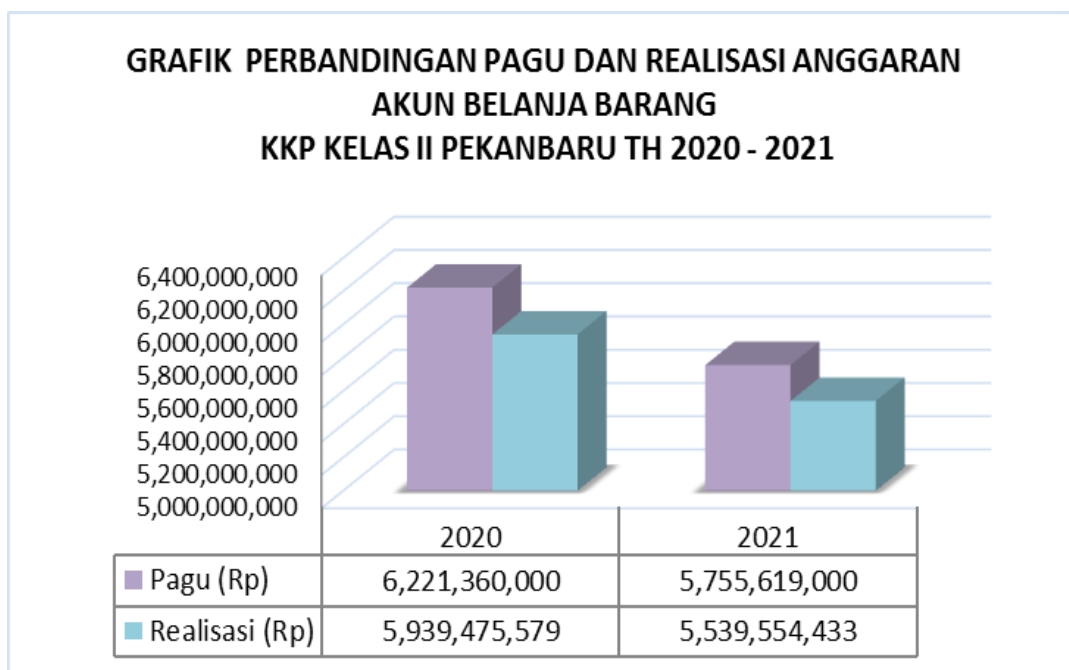 GRAFIK PERBANDINGAN PAGU DAN REALISASI ANGGARAN
AKUN BELANJA BARANG
KKP KELAS II PEKANBARU TH 2020 - 2021
6,400,000,000
6,200,000,000
6,000,000,000
5,800,000,000
5,600,000,000
5,400,000,000
5,200,000,000
5,000,000,000
2020 2021
Pagu (Rp) 6,221,360,000 5,755,619,000
Realisasi (Rp) 5,939,475,579 5,539,554,433